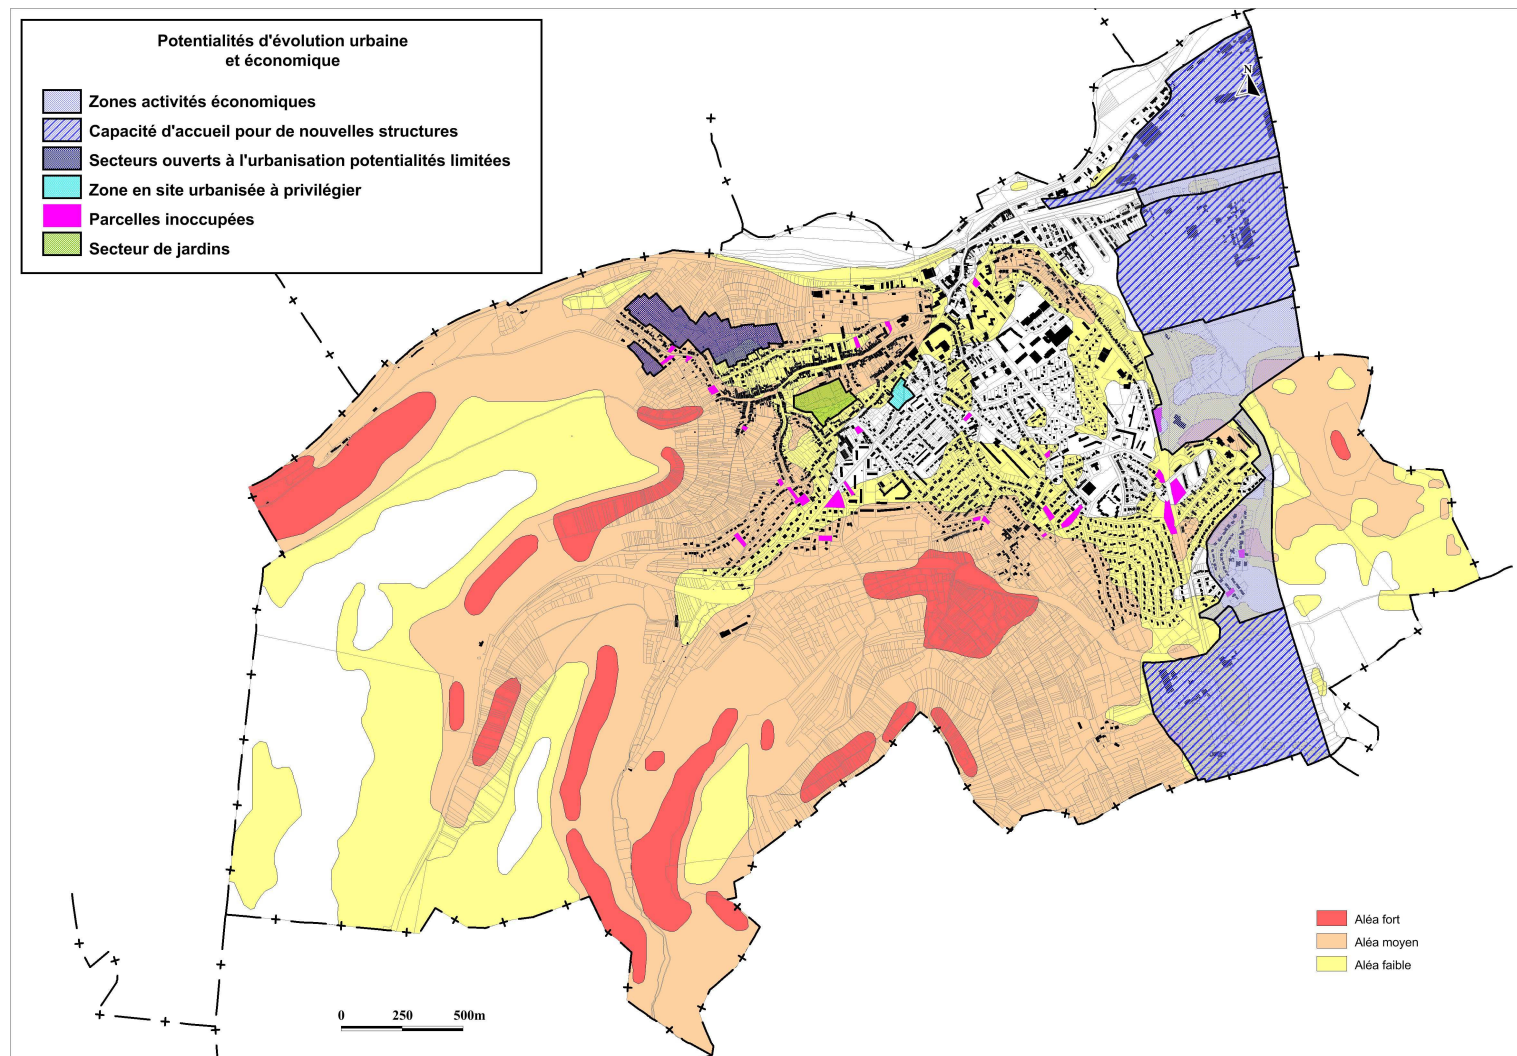 Potentialités d'évolution urbaine
et économique
Zones activités économiques
Capacité d'accueil pour de nouvelles structures
Secteurs ouverts à l'urbanisation potentialités limitées
Zone en site urbanisée à privilégier
Parcelles inoccupées
Secteur de jardins
N
Aléa fort
Aléa moyen
Aléa faible
0 250 500m